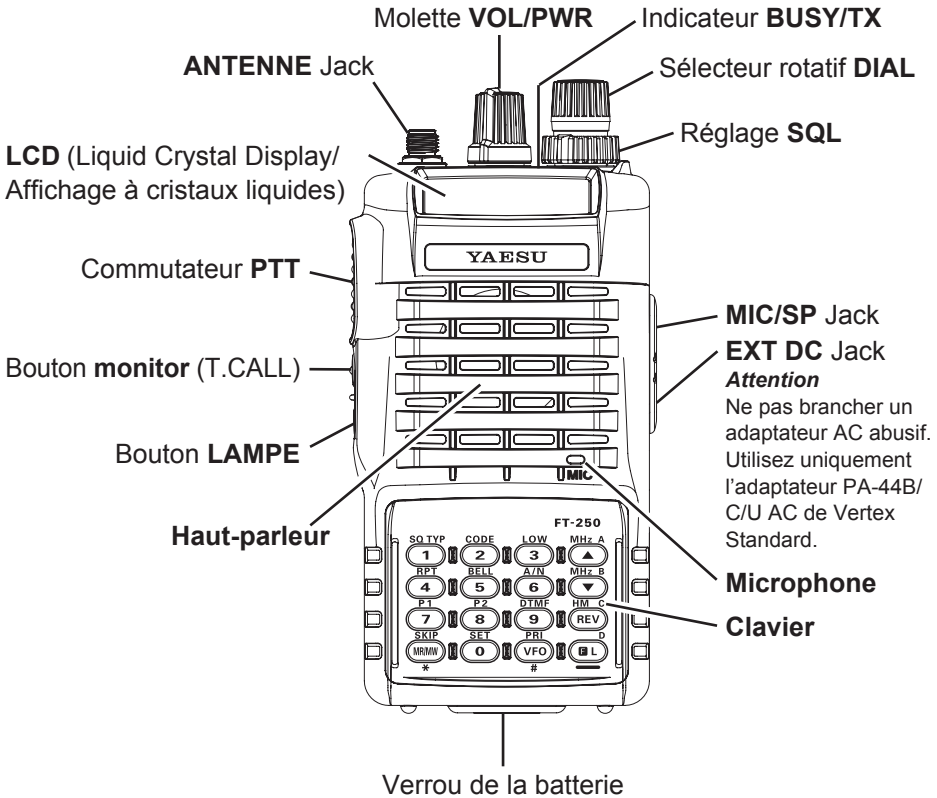 Molette VOL/PWR
Indicateur BUSY/TX
ANTENNE Jack
Sélecteur rotatif DIAL
Réglage SQL
LCD (Liquid Crystal Display/
Affichage à cristaux liquides)
YAESU
Commutateur PTT
MIC/SP Jack
EXT DC Jack
Attention
Ne pas brancher un
adaptateur AC abusif.
Utilisez uniquement
l'adaptateur PA-44B/
C/U AC de Vertex
Standard.
Bouton monitor (T.CALL)
Bouton LAMPE
MIC
Haut-parleur
Microphone
Clavier
FT-250
SQ TYP CODE LOW MHz A
1 2 3 ▲
RPT BELL A/N MHz B
4 5 6 ▼
P1 P2 DTMF HM C
7 8 9 REV
SKIP SET PRI D
MR/MW 0 VFO F L
* #
Verrou de la batterie